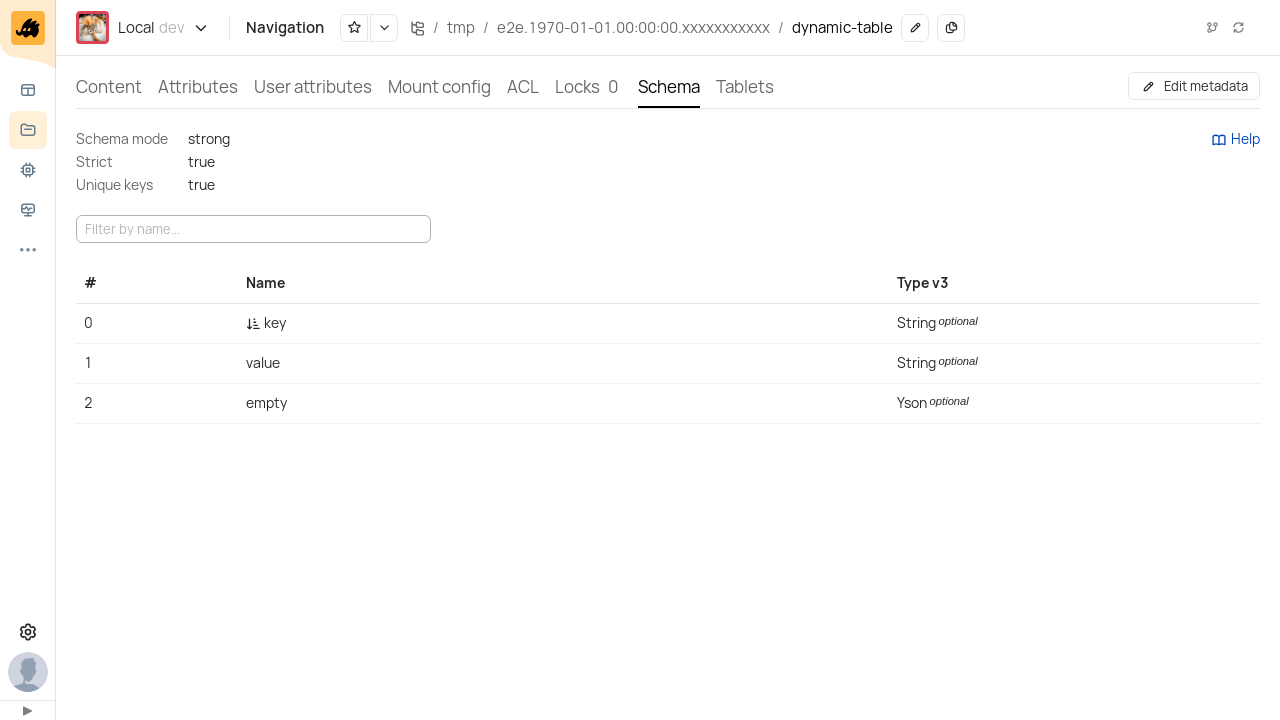 Local dev Navigation / tmp / e2e.1970-01-01.00:00:00.xxxxxxxxxxx / dynamic-table
Content Attributes User attributes Mount config ACL Locks 0 Schema Tablets Edit metadata
Schema mode strong Help
Strict true
Unique keys true
Filter by name...
# Name Type v3
0 key String optional
1 value String optional
2 empty Yson optional